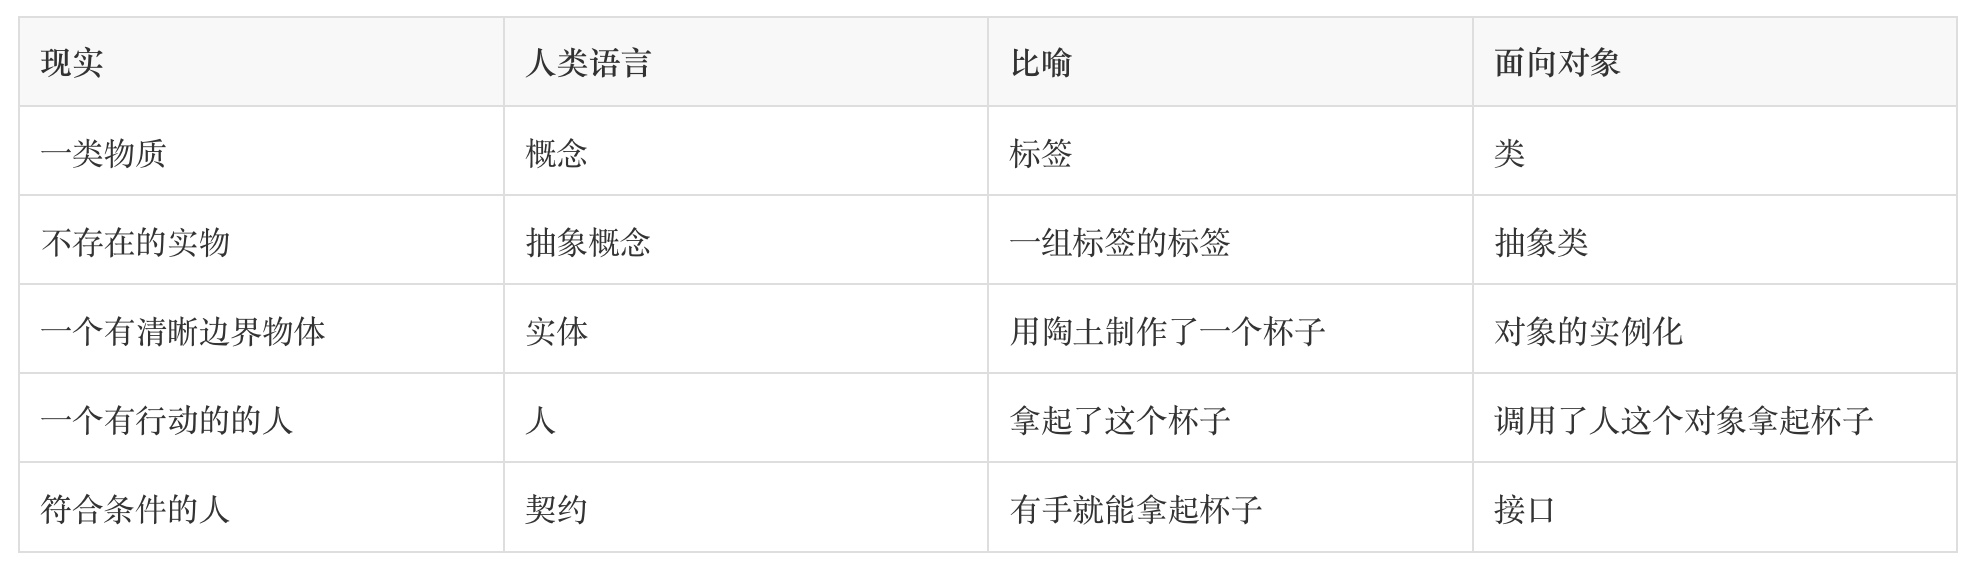 现实 人类语言 比喻 面向对象
一类物质 概念 标签 类
不存在的实物 抽象概念 一组标签的标签 抽象类
一个有清晰边界物体 实体 用陶土制作了一个杯子 对象的实例化
一个有行动的的人 人 拿起了这个杯子 调用了人这个对象拿起杯子
符合条件的人 契约 有手就能拿起杯子 接口